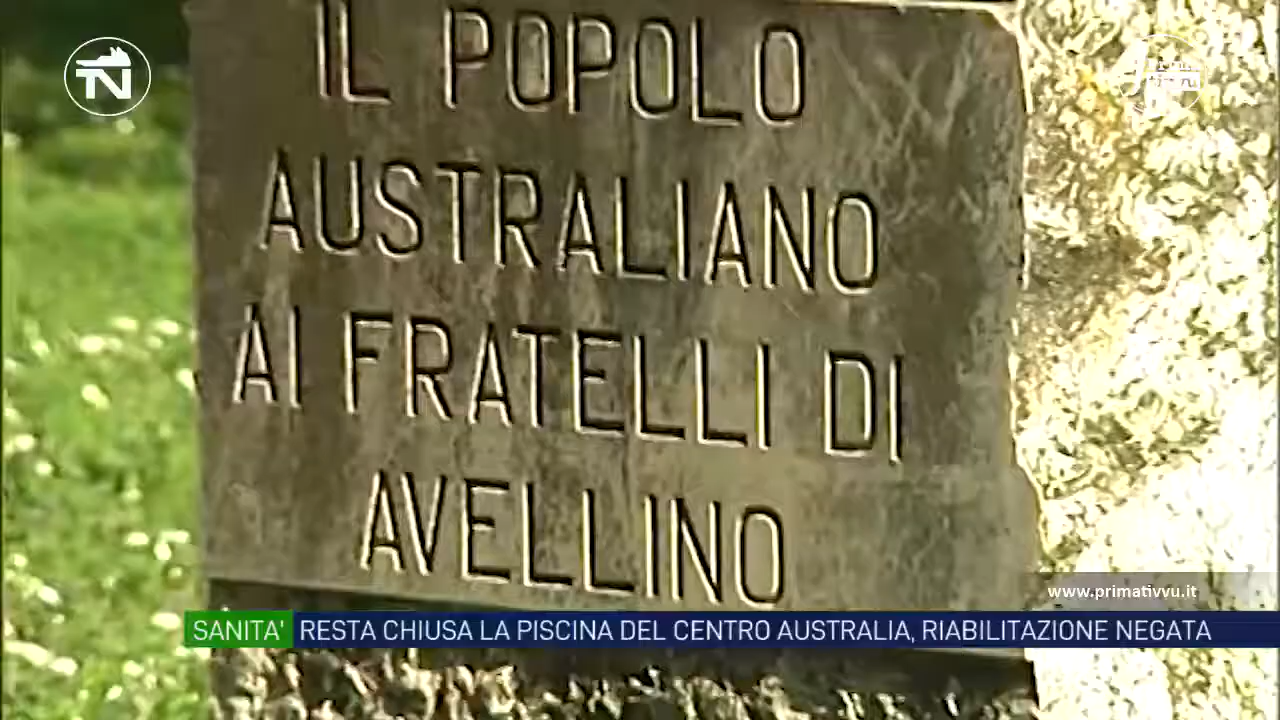 TN
IL POPOLO
AUSTRALIANO
AI FRATELLI DI
AVELLINO
www.primativvu.it
SANITA' RESTA CHIUSA LA PISCINA DEL CENTRO AUSTRALIA, RIABILITAZIONE NEGATA